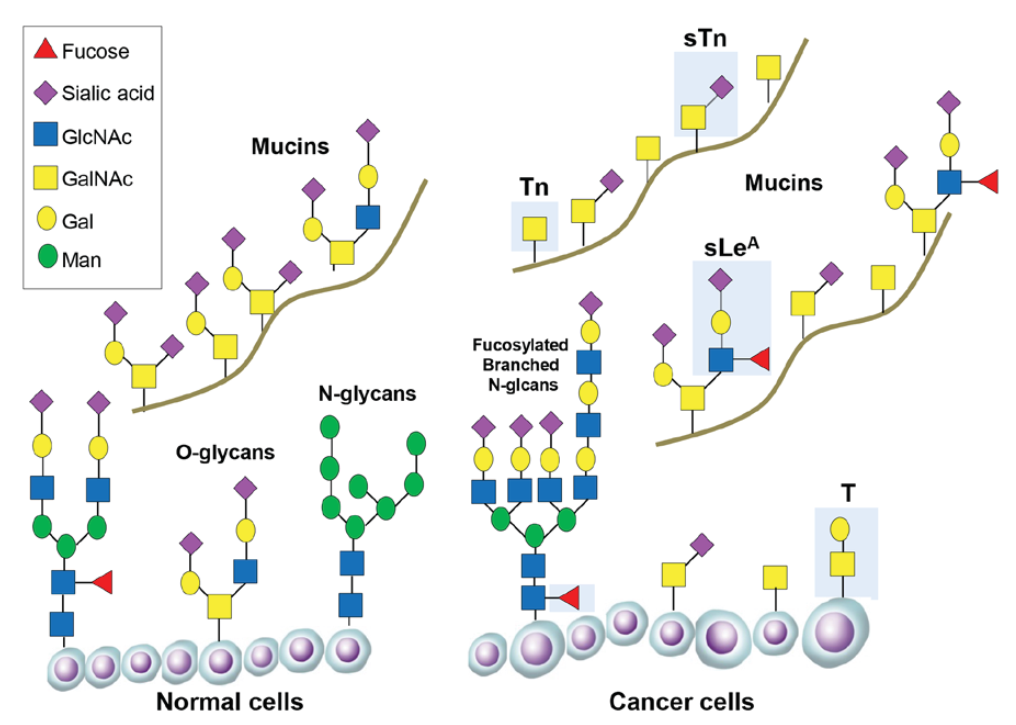 Fucose
Sialic acid
GlcNAc
GalNAc
Gal
Man
Mucins
N-glycans
O-glycans
Normal cells
sTn
Tn
Mucins
sLeᴬ
Fucosylated
Branched
N-glcans
T
Cancer cells